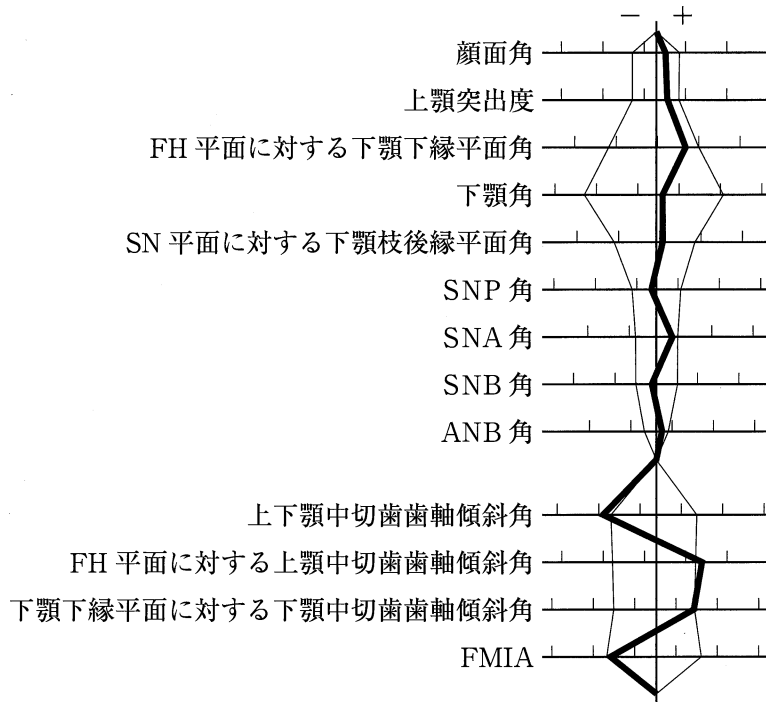 − +
顔面角
上顎突出度
FH 平面に対する下顎下縁平面角
下顎角
SN 平面に対する下顎枝後縁平面角
SNP 角
SNA 角
SNB 角
ANB 角
上下顎中切歯歯軸傾斜角
FH 平面に対する上顎中切歯歯軸傾斜角
下顎下縁平面に対する下顎中切歯歯軸傾斜角
FMIA